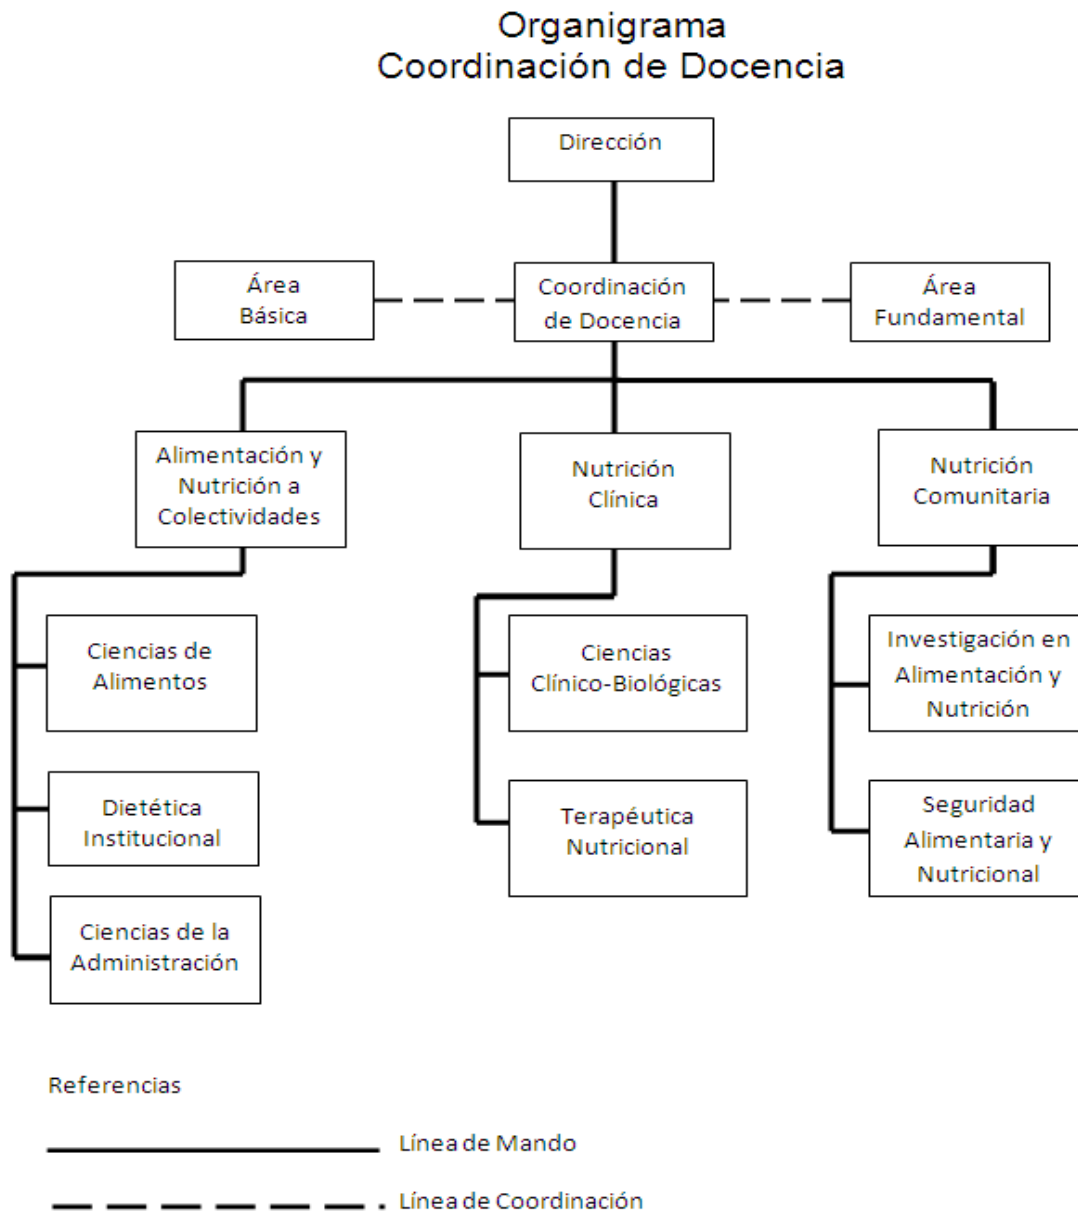 Organigrama
Coordinación de Docencia
Dirección
Área
Básica
Coordinación
de Docencia
Área
Fundamental
Alimentación y
Nutrición a
Colectividades
Nutrición
Clínica
Nutrición
Comunitaria
Ciencias de
Alimentos
Dietética
Institucional
Ciencias de la
Administración
Ciencias
Clínico-Biológicas
Terapéutica
Nutricional
Investigación en
Alimentación y
Nutrición
Seguridad
Alimentaria y
Nutricional
Referencias
Línea de Mando
Línea de Coordinación